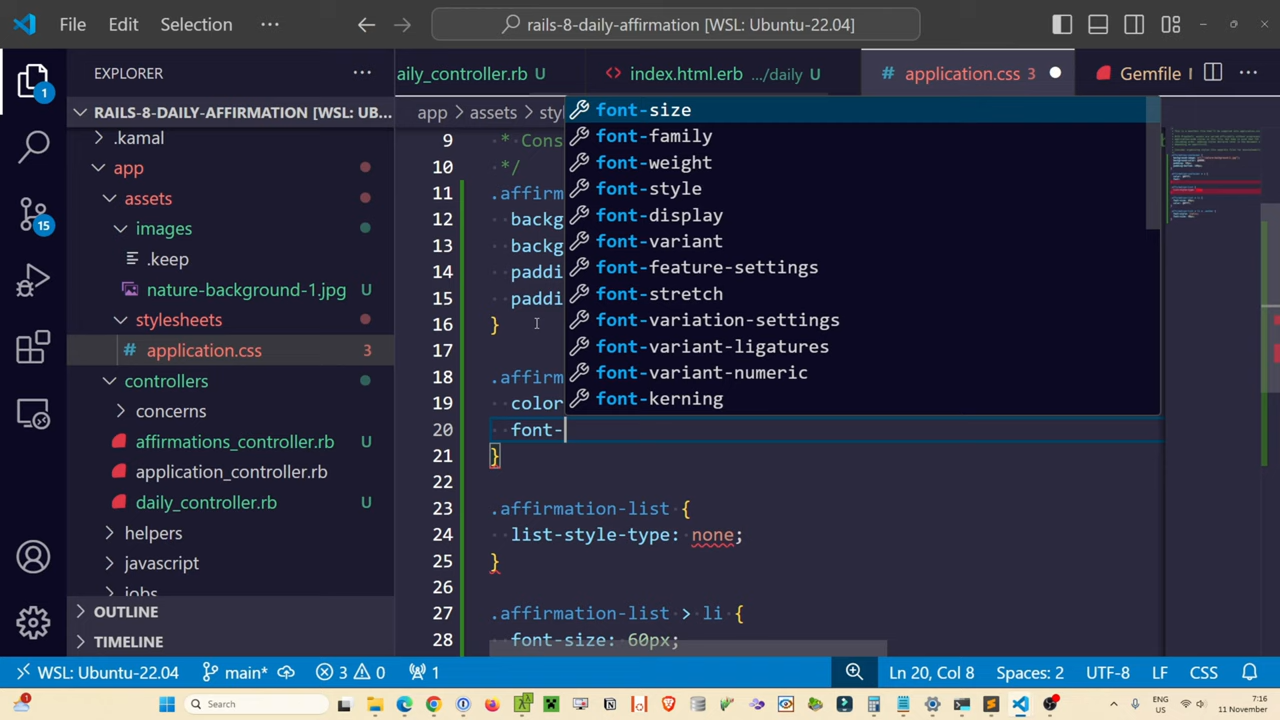 File Edit Selection ··· rails-8-daily-affirmation [WSL: Ubuntu-22.04]
EXPLORER ···
aily_controller.rb U
<> index.html.erb .../daily U
# application.css 3
Gemfile
RAILS-8-DAILY-AFFIRMATION [WSL: UB...
.kamal
app
assets
images
.keep
nature-background-1.jpg U
stylesheets
# application.css 3
controllers
concerns
affirmations_controller.rb U
application_controller.rb
daily_controller.rb U
helpers
javascript
jobs
OUTLINE
TIMELINE
1
15
app > assets > sty
9 * Cons
10 */
11 .affirm
12 backg
13 backg
14 paddi
15 paddi
16 }
17
18 .affirm
19 color
20 font-
21 }
22
23 .affirmation-list {
24 list-style-type: none;
25 }
26
27 .affirmation-list > li {
28 font-size: 60px;
font-size
font-family
font-weight
font-style
font-display
font-variant
font-feature-settings
font-stretch
font-variation-settings
font-variant-ligatures
font-variant-numeric
font-kerning
WSL: Ubuntu-22.04 main* 3 0 1 Ln 20, Col 8 Spaces: 2 UTF-8 LF CSS
Search
ENG
US
7:16
11 November